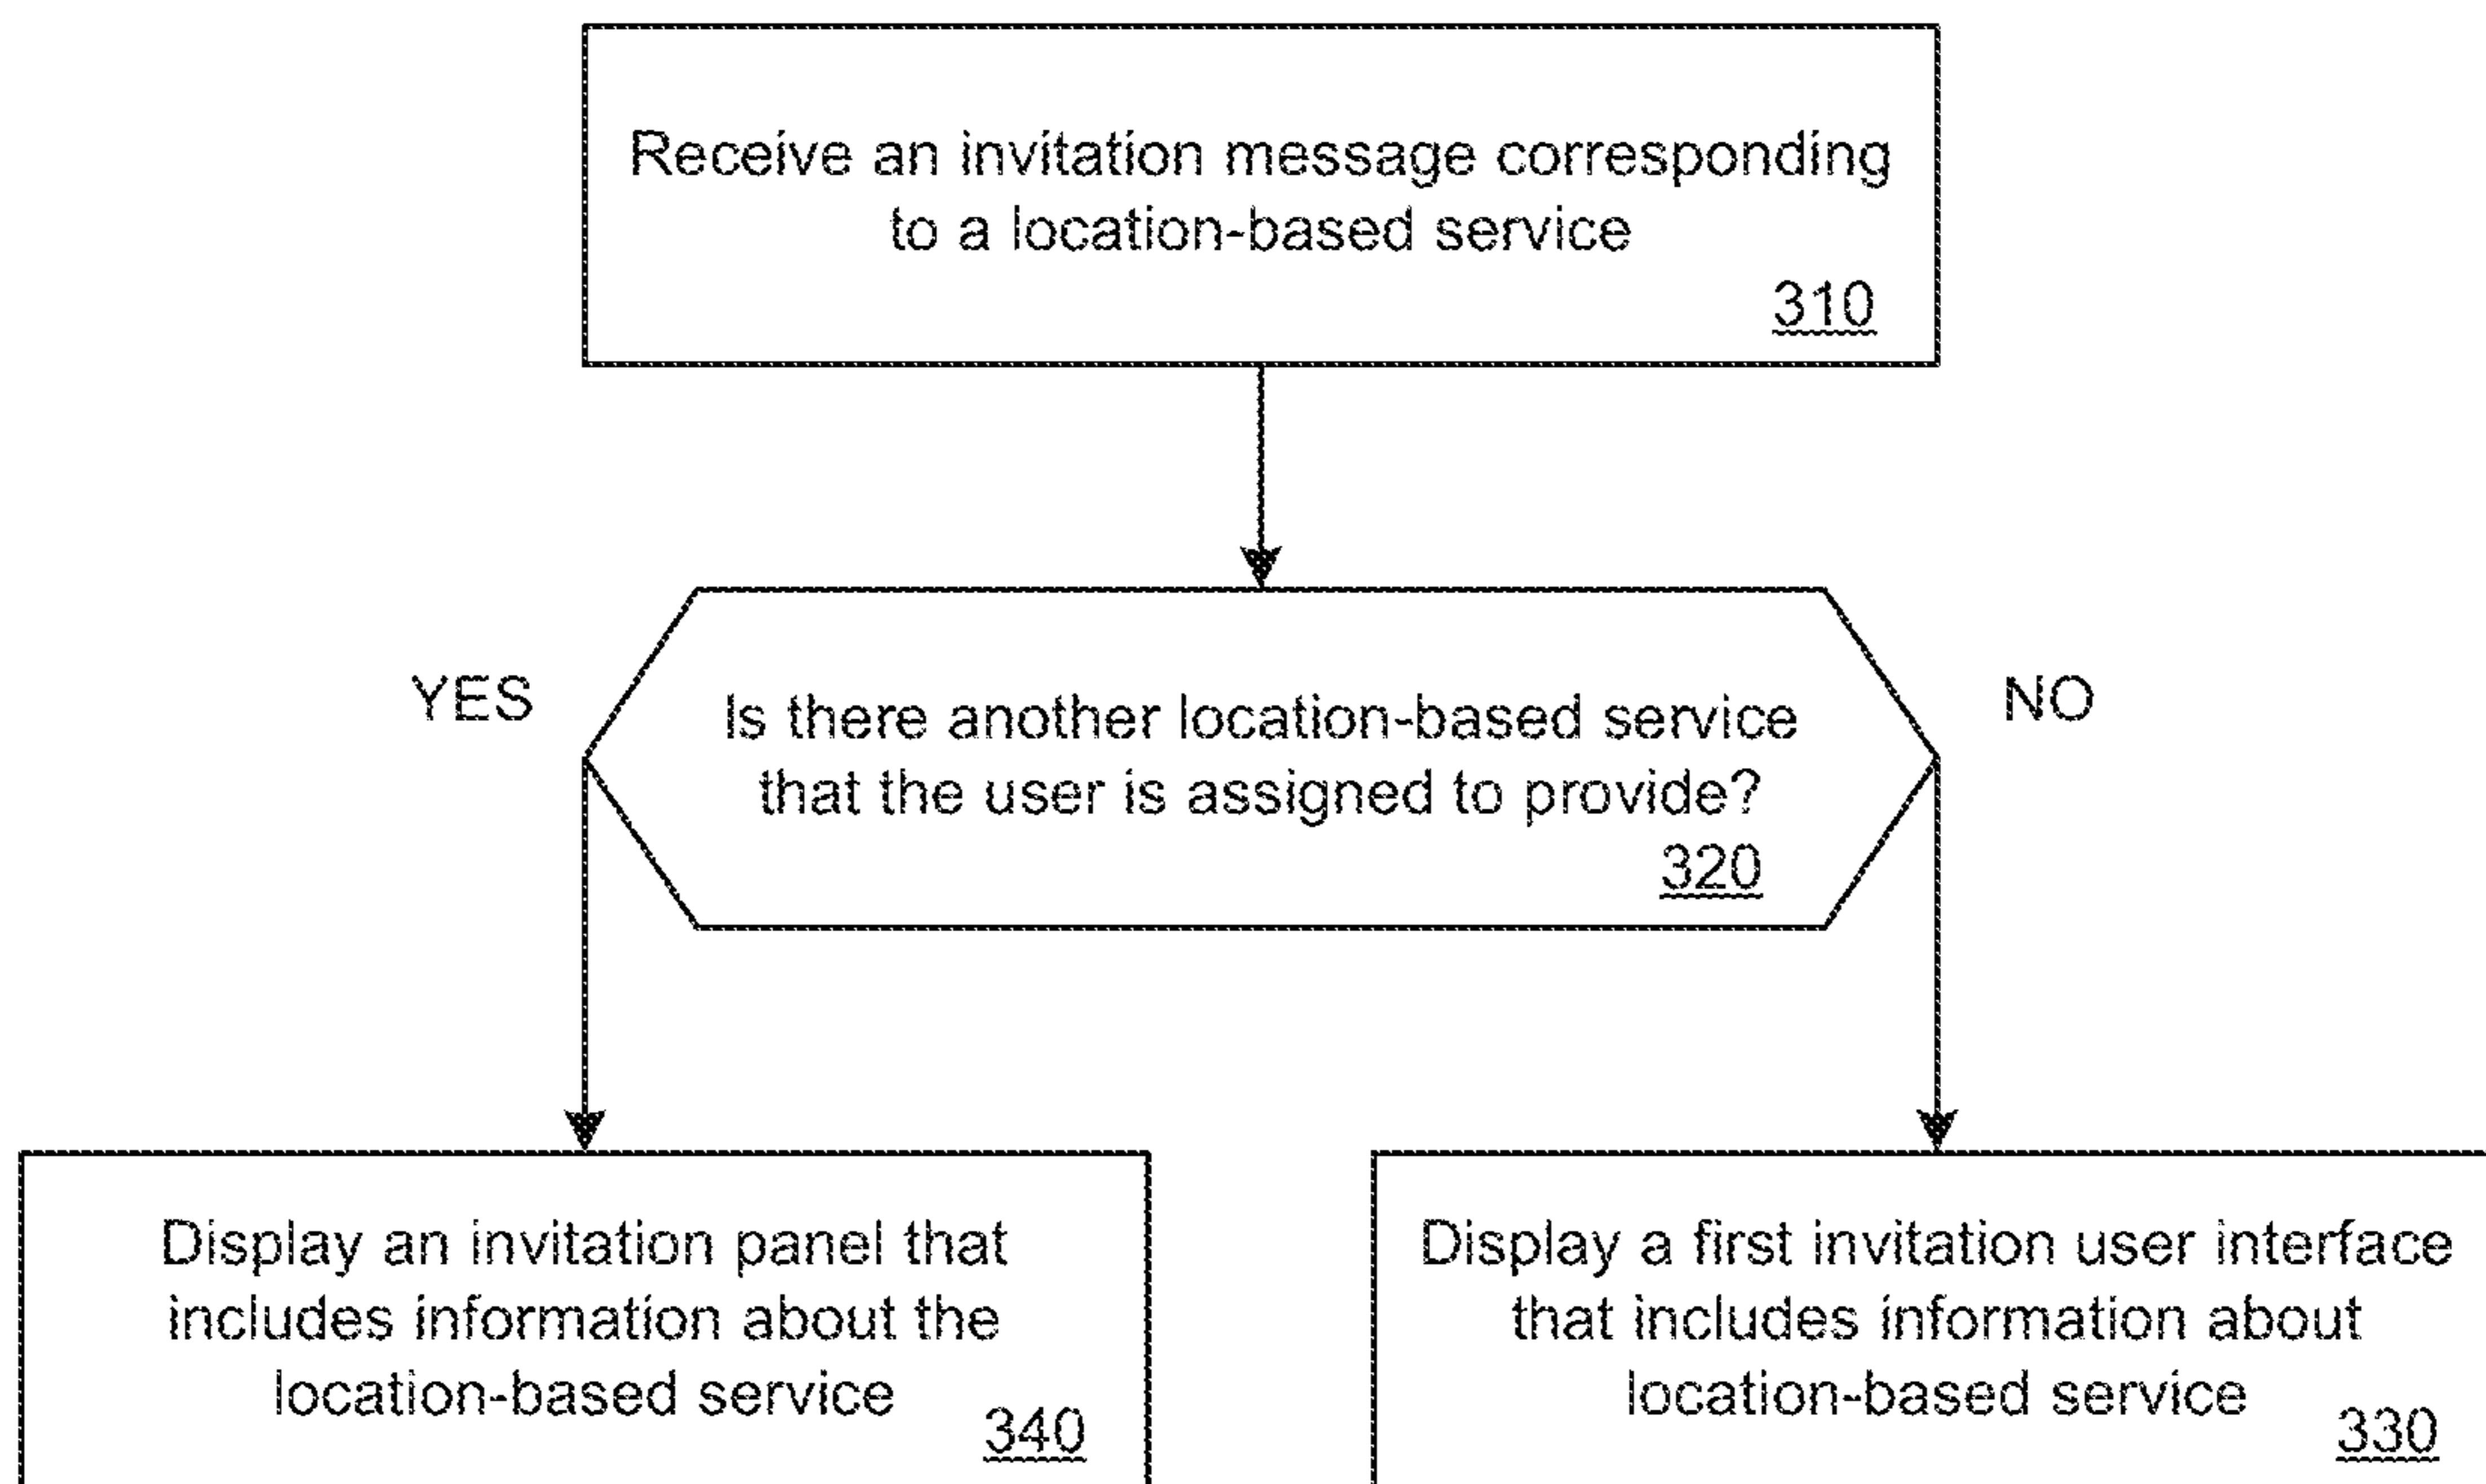 Receive an invitation message corresponding
to a location-based service
310
YES
Is there another location-based service
that the user is assigned to provide?
320
NO
Display an invitation panel that
includes information about the
location-based service
340
Display a first invitation user interface
that includes information about
location-based service
330